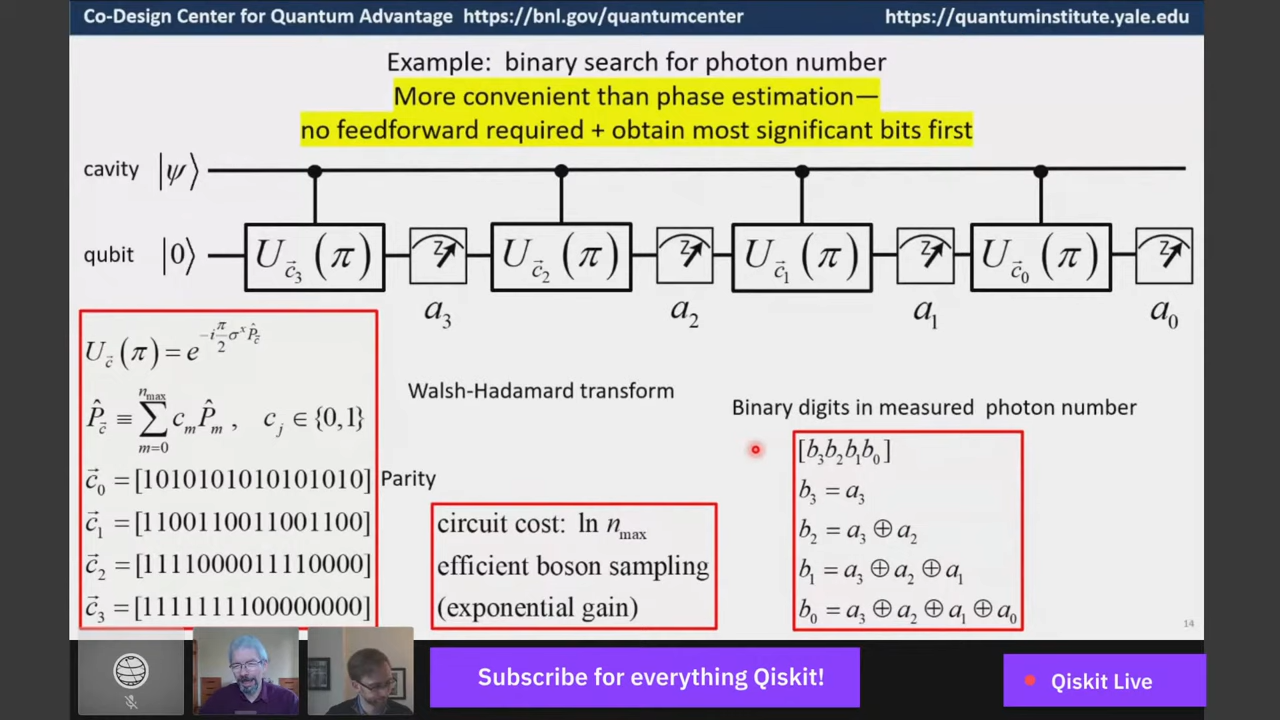 Co-Design Center for Quantum Advantage https://bnl.gov/quantumcenter https://quantuminstitute.yale.edu
Example: binary search for photon number
More convenient than phase estimation—
no feedforward required + obtain most significant bits first
cavity |ψ⟩
qubit |0⟩ U_{c⃗_3}(π) Z U_{c⃗_2}(π) Z U_{c⃗_1}(π) Z U_{c⃗_0}(π) Z
a_3 a_2 a_1 a_0
U_{c⃗}(π) = e^{-i\frac{π}{2}σ^x P̂_{c⃗}}
P̂_{c⃗} ≡ ∑_{m=0}^{n_max} c_m P̂_m , c_j ∈ {0,1}
c⃗_0 = [1010101010101010] Parity
c⃗_1 = [1100110011001100]
c⃗_2 = [1111000011110000]
c⃗_3 = [1111111100000000]
Walsh-Hadamard transform
circuit cost: ln n_max
efficient boson sampling
(exponential gain)
Binary digits in measured photon number
[b_3b_2b_1b_0]
b_3 = a_3
b_2 = a_3 ⊕ a_2
b_1 = a_3 ⊕ a_2 ⊕ a_1
b_0 = a_3 ⊕ a_2 ⊕ a_1 ⊕ a_0
14
Subscribe for everything Qiskit!
Qiskit Live